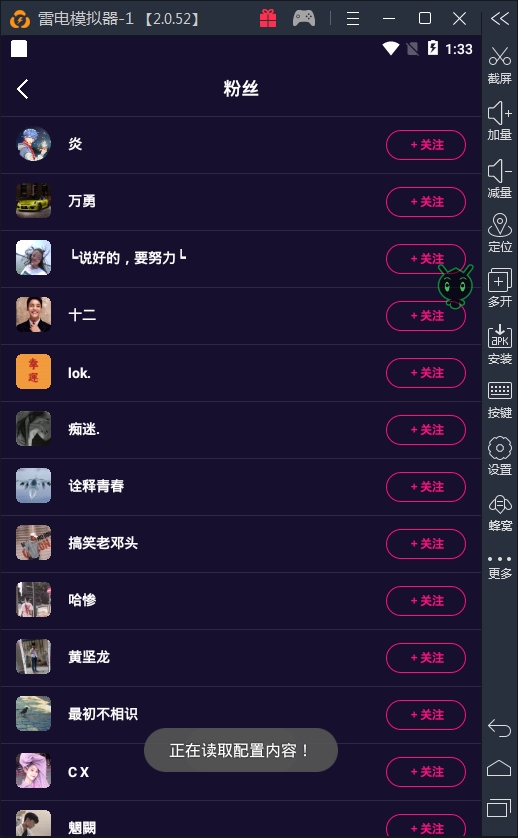 雷电模拟器-1 【2.0.52】
1:33
粉丝
炎
+ 关注
万勇
+ 关注
┗说好的，要努力┗
+ 关注
十二
+ 关注
lok.
+ 关注
痴迷.
+ 关注
诠释青春
+ 关注
搞笑老邓头
+ 关注
哈惨
+ 关注
黄坚龙
+ 关注
最初不相识
+ 关注
C X
+ 关注
魍闕
+ 关注
正在读取配置内容！
幸
运
截屏
加量
减量
定位
多开
APK
安装
按键
设置
蜂窝
更多